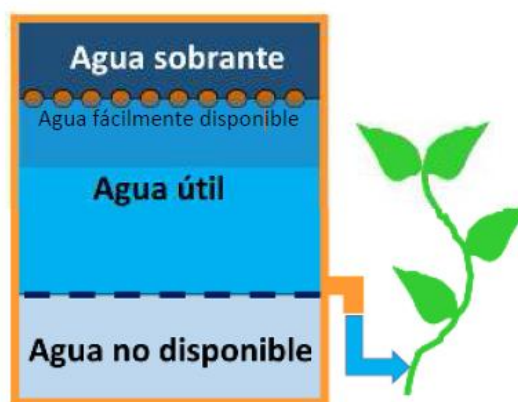 Agua sobrante
Agua fácilmente disponible
Agua útil
Agua no disponible